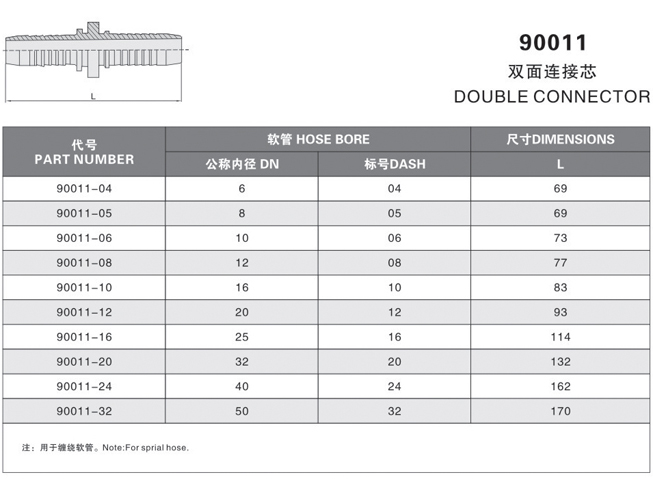 90011
双面连接芯
DOUBLE CONNECTOR
L
代号 软管 HOSE BORE 尺寸DIMENSIONS
PART NUMBER 公称内径 DN 标号DASH L
90011-04 6 04 69
90011-05 8 05 69
90011-06 10 06 73
90011-08 12 08 77
90011-10 16 10 83
90011-12 20 12 93
90011-16 25 16 114
90011-20 32 20 132
90011-24 40 24 162
90011-32 50 32 170
注: 用于缠绕软管。Note:For sprial hose.